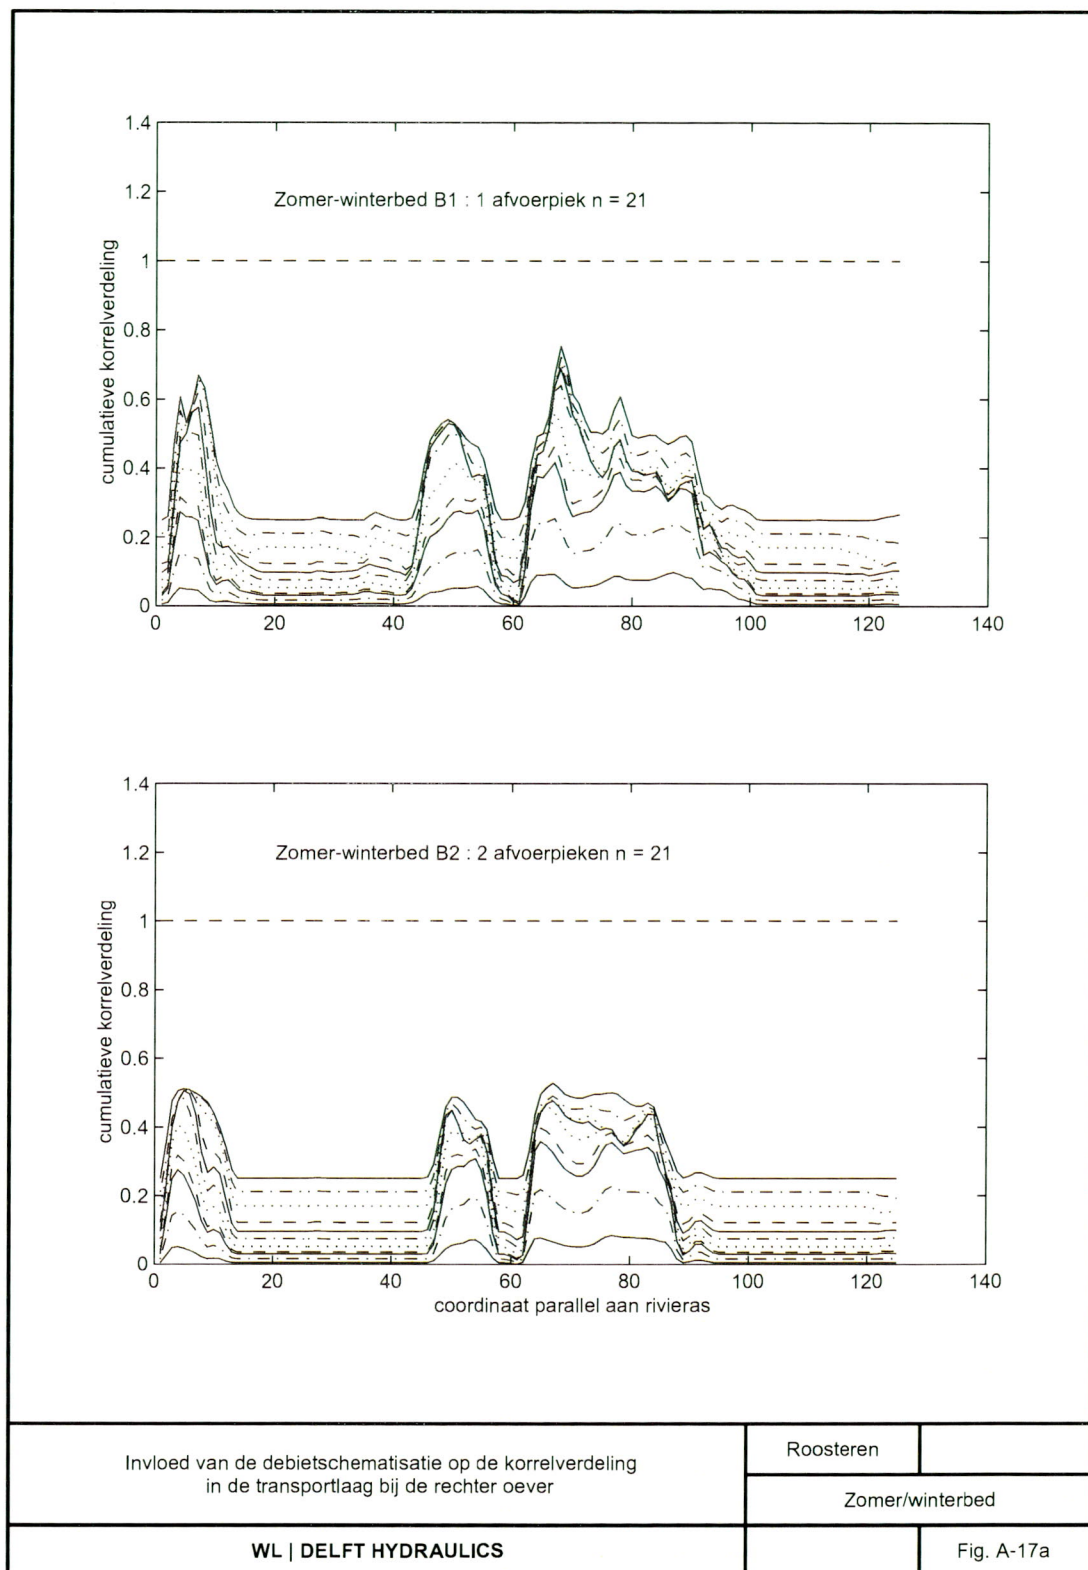 1.4
1.2
1
0.8
0.6
0.4
0.2
0
cumulatieve korrelverdeling
Zomer-winterbed B1 : 1 afvoerpiek n = 21
0 20 40 60 80 100 120 140
1.4
1.2
1
0.8
0.6
0.4
0.2
0
cumulatieve korrelverdeling
Zomer-winterbed B2 : 2 afvoerpieken n = 21
0 20 40 60 80 100 120 140
coordinaat parallel aan rivieras
Invloed van de debietschematisatie op de korrelverdeling
in de transportlaag bij de rechter oever
Roosteren
Zomer/winterbed
WL | DELFT HYDRAULICS
Fig. A-17a